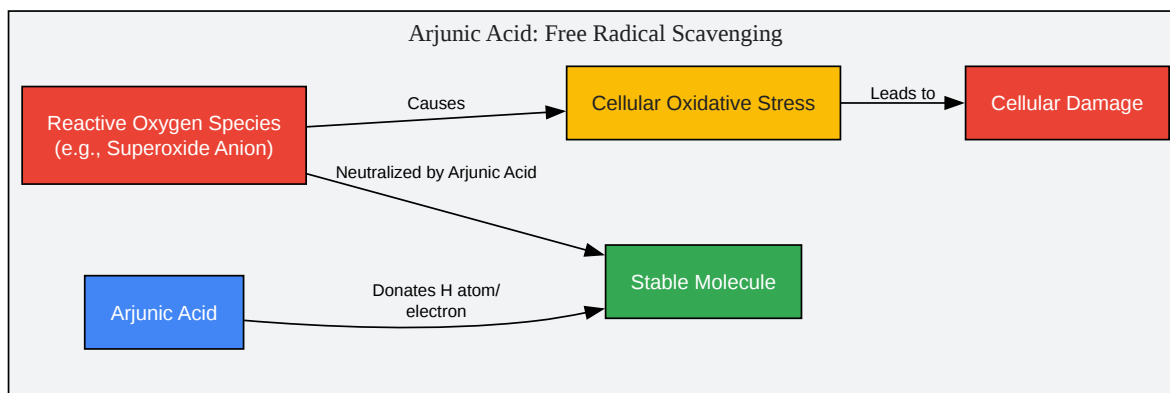 Arjunic Acid: Free Radical Scavenging
Reactive Oxygen Species
(e.g., Superoxide Anion)
Causes
Cellular Oxidative Stress
Leads to
Cellular Damage
Neutralized by Arjunic Acid
Stable Molecule
Arjunic Acid
Donates H atom/
electron